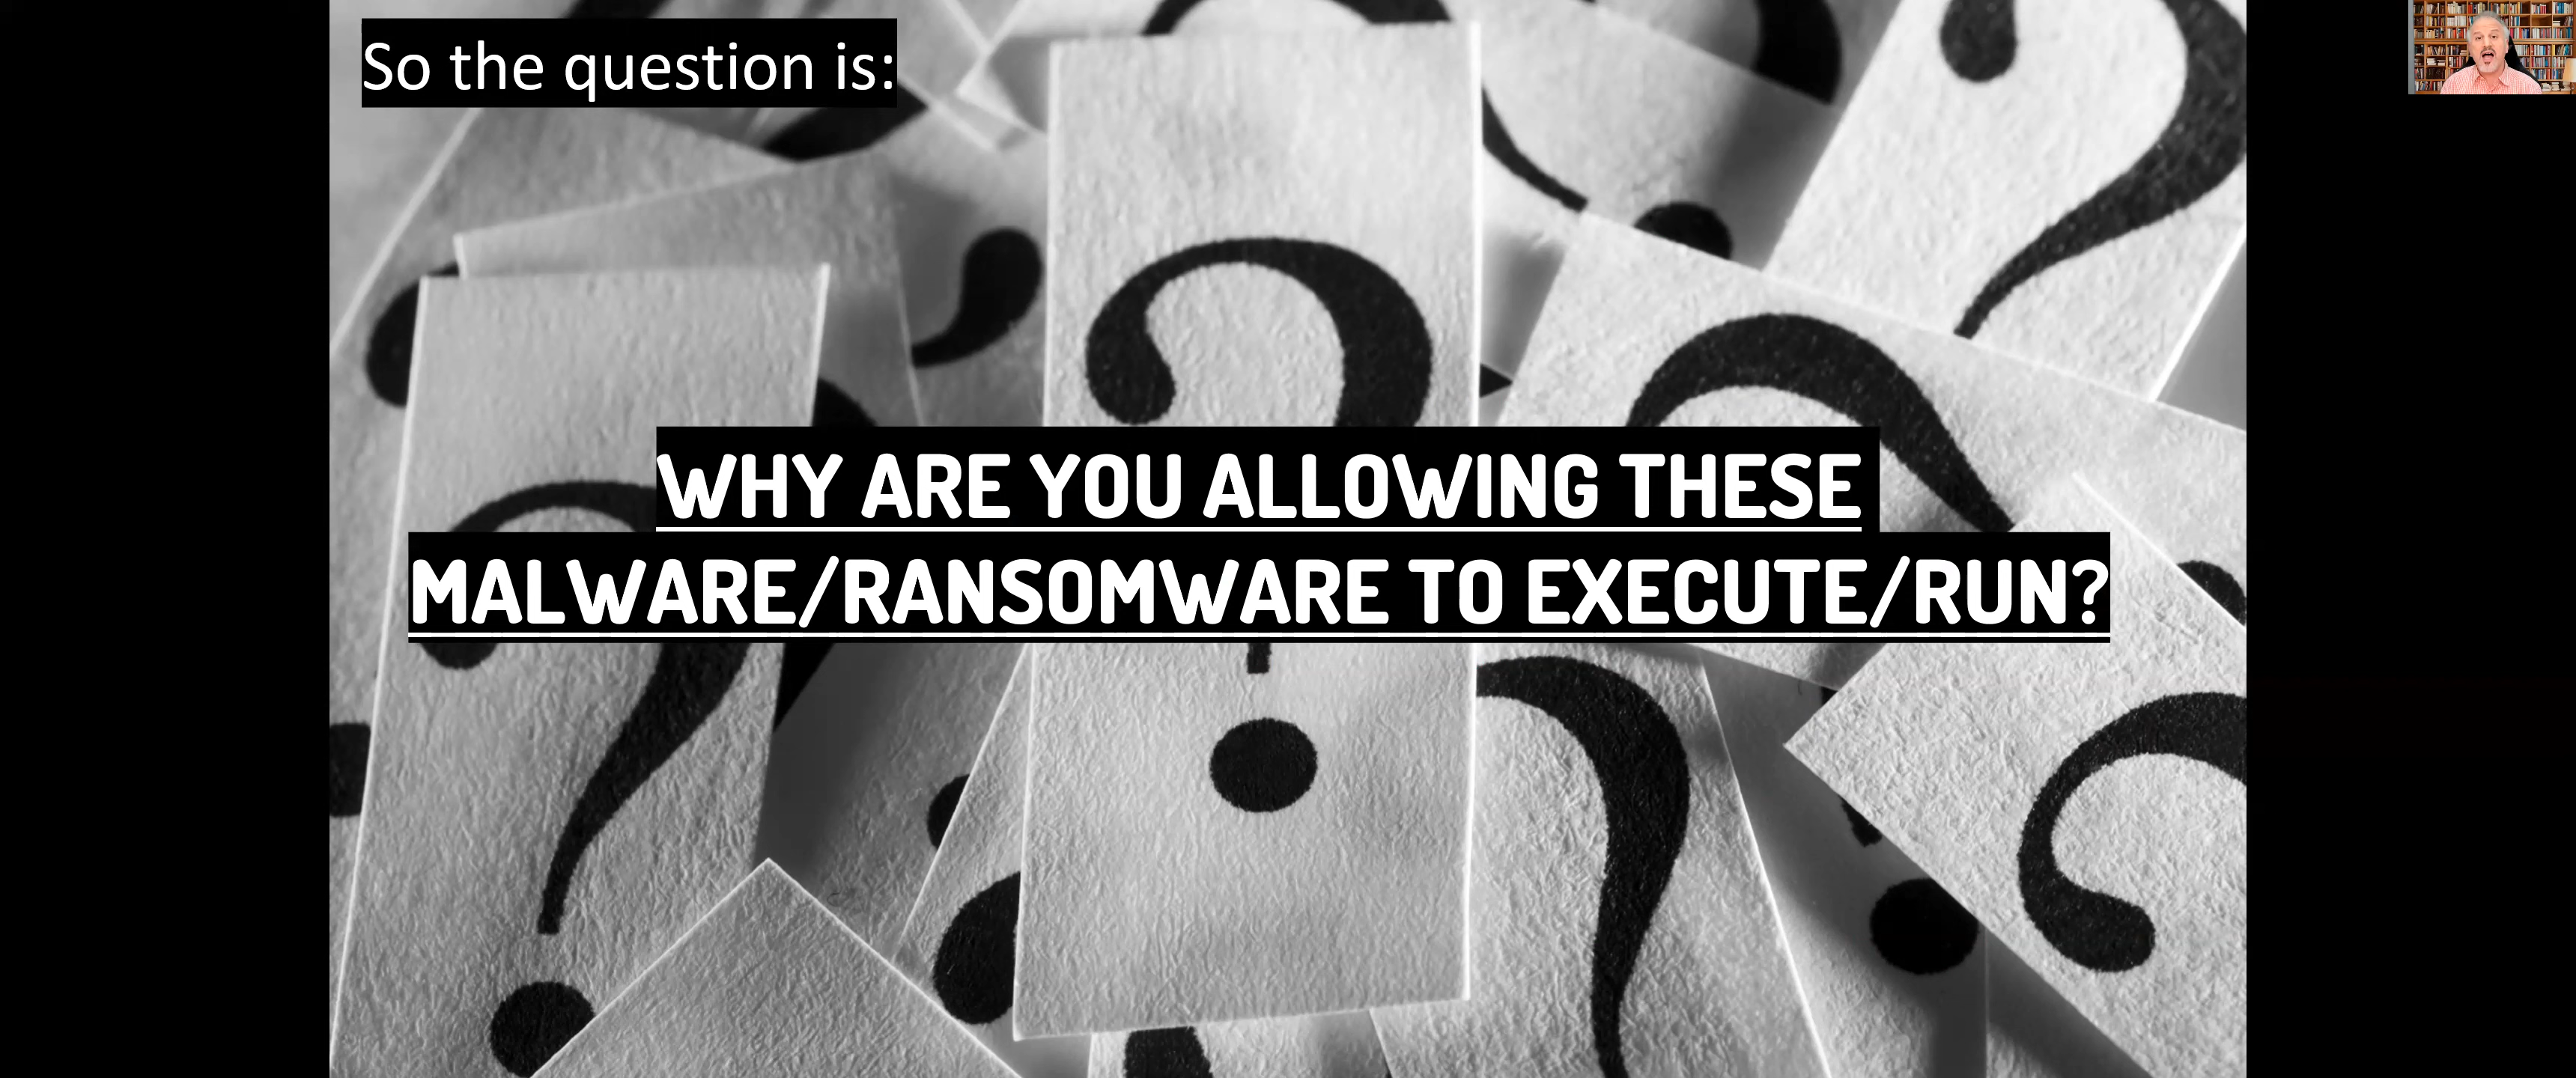 So the question is:
WHY ARE YOU ALLOWING THESE
MALWARE/RANSOMWARE TO EXECUTE/RUN?